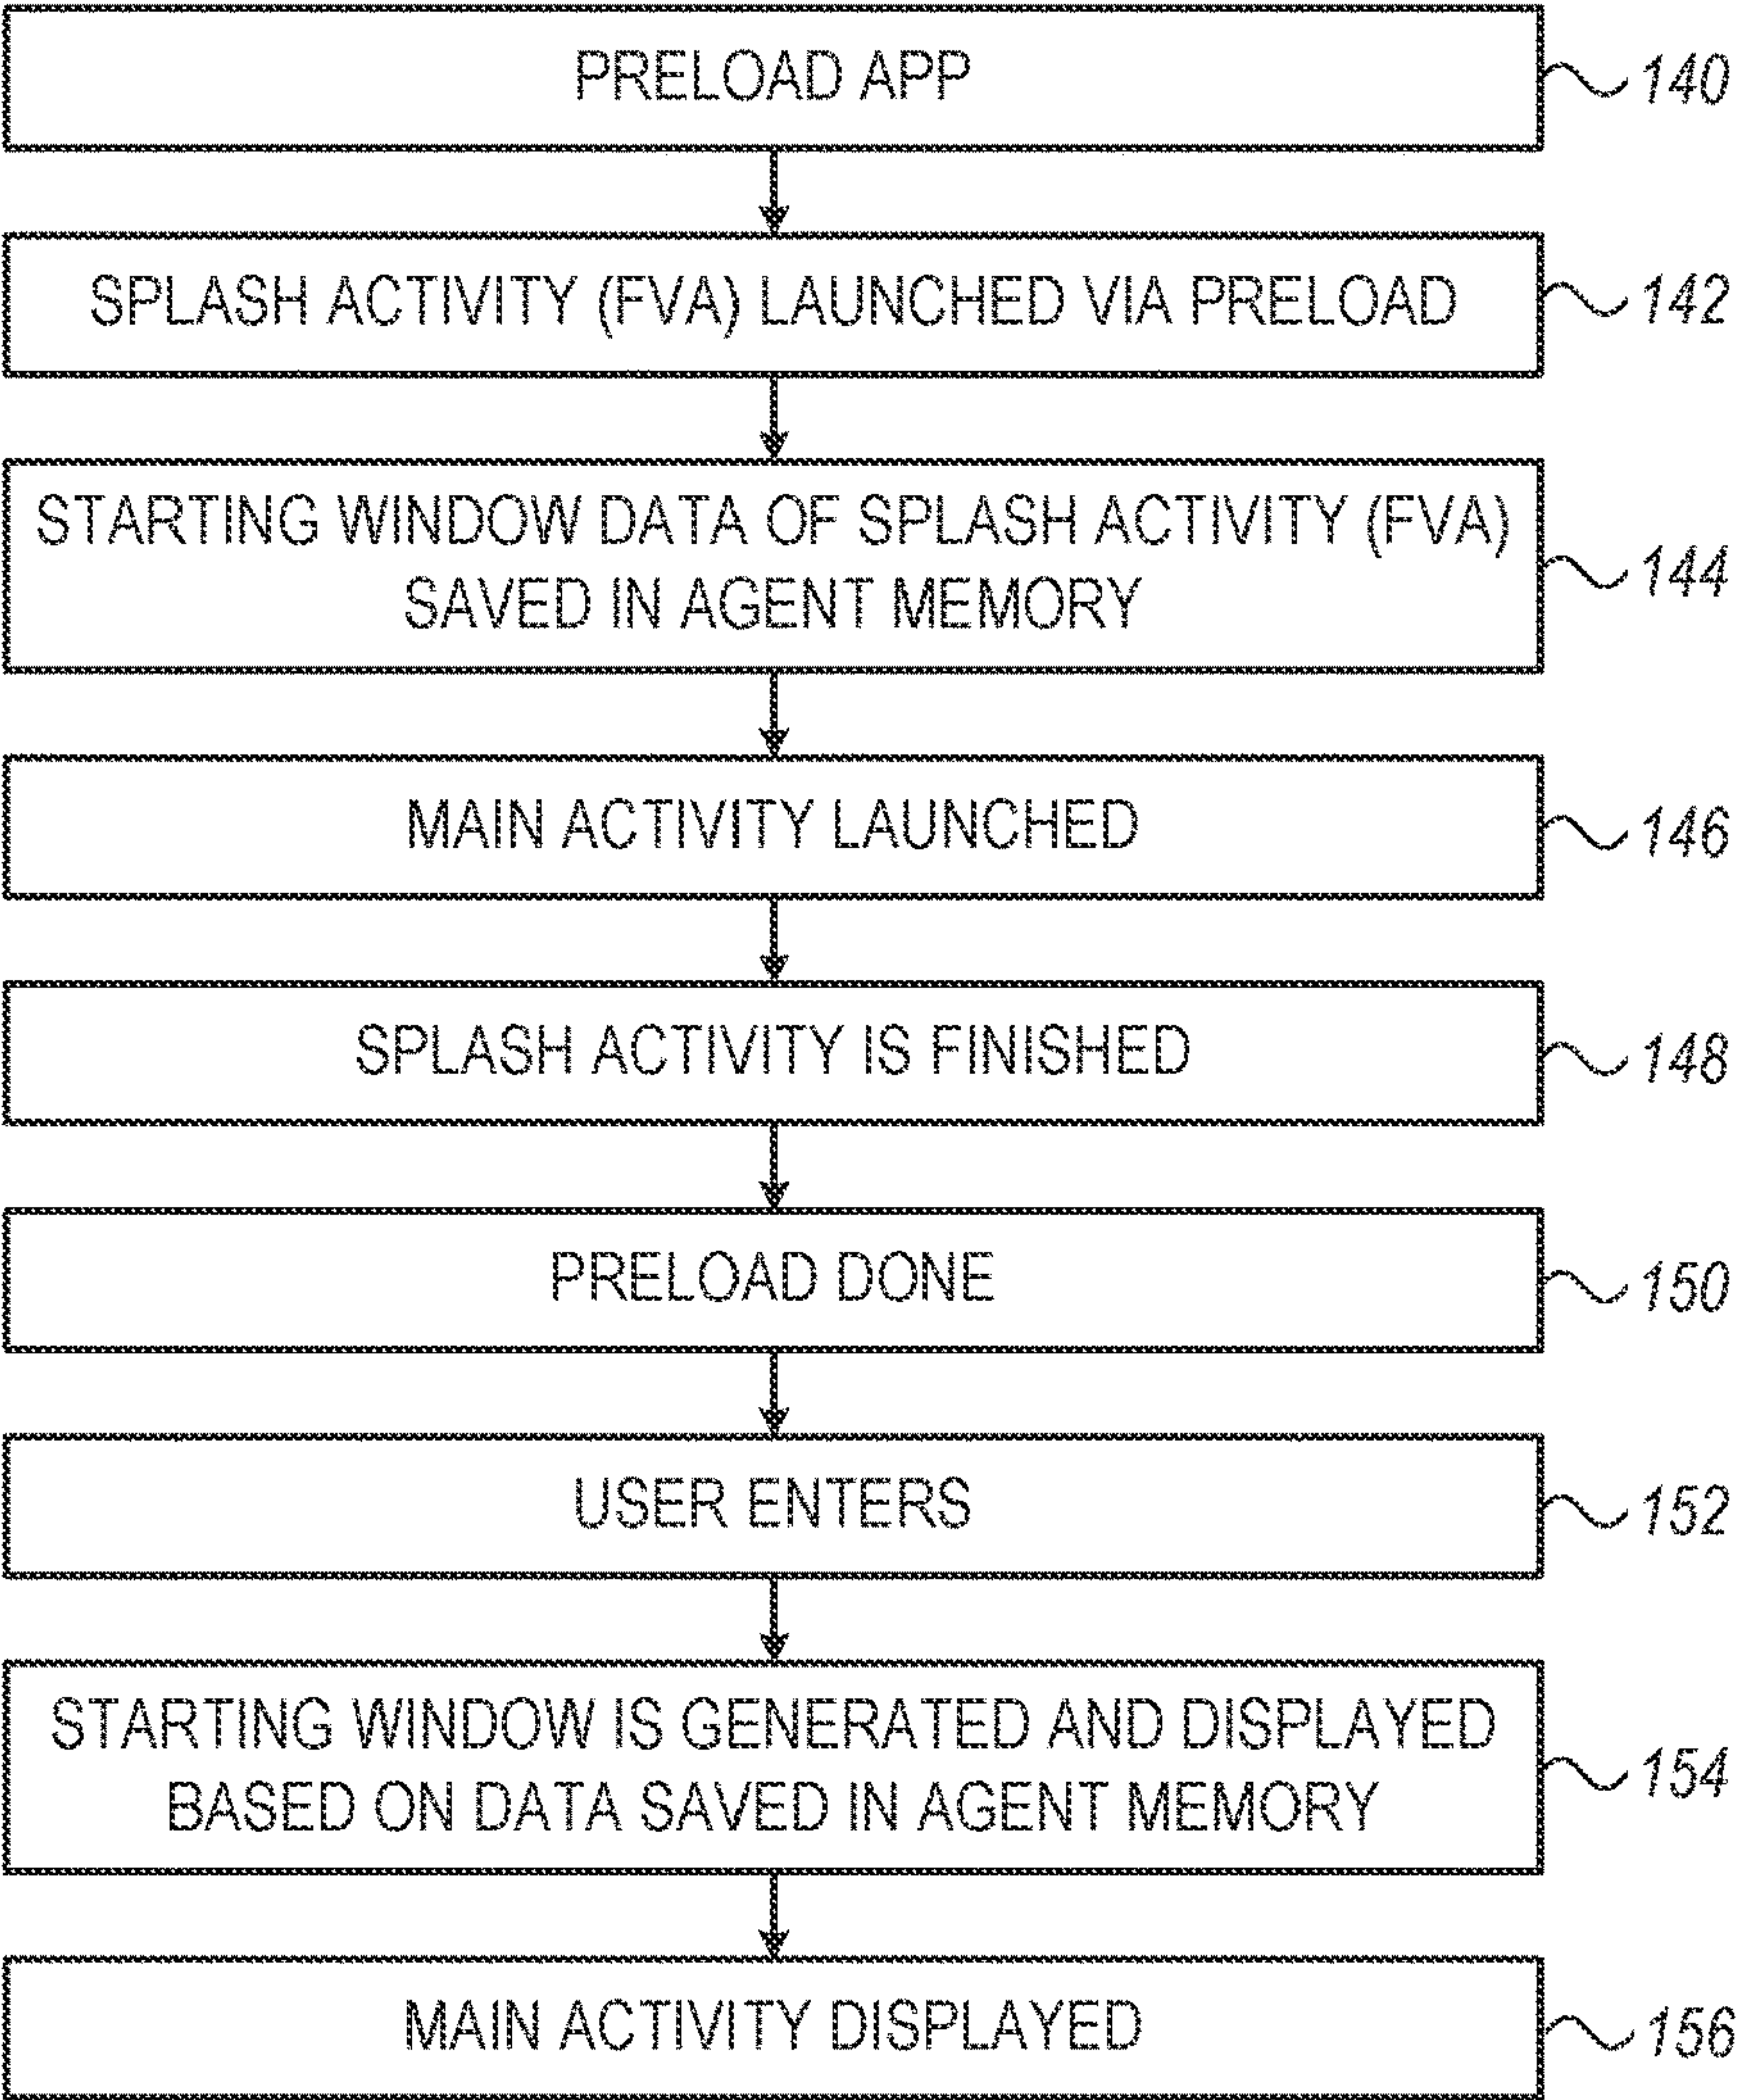 PRELOAD APP
140
SPLASH ACTIVITY (FVA) LAUNCHED VIA PRELOAD
142
STARTING WINDOW DATA OF SPLASH ACTIVITY (FVA)
SAVED IN AGENT MEMORY
144
MAIN ACTIVITY LAUNCHED
146
SPLASH ACTIVITY IS FINISHED
148
PRELOAD DONE
150
USER ENTERS
152
STARTING WINDOW IS GENERATED AND DISPLAYED
BASED ON DATA SAVED IN AGENT MEMORY
154
MAIN ACTIVITY DISPLAYED
156